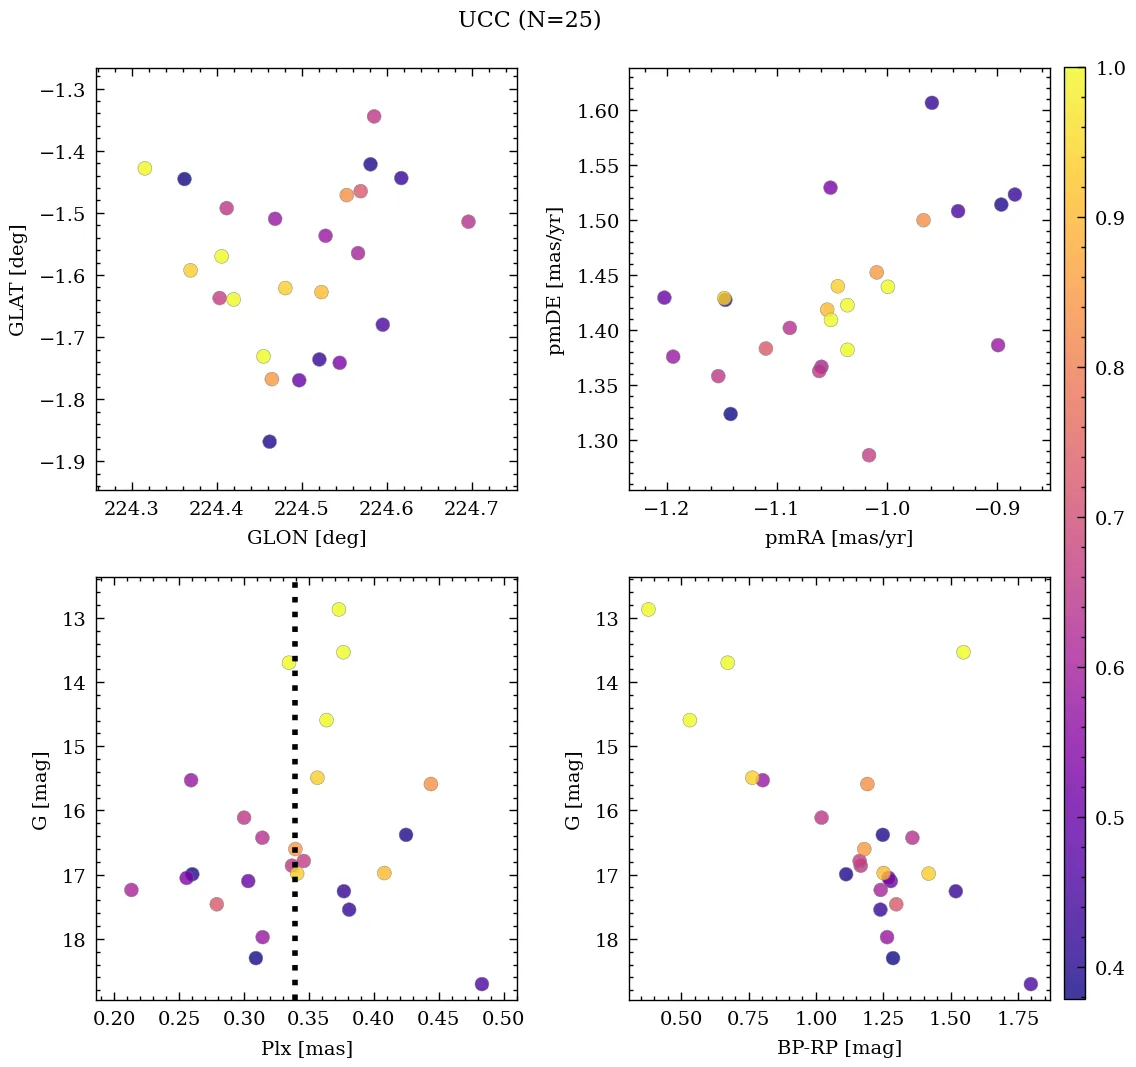 UCC (N=25)
−1.3
−1.4
−1.5
−1.6
−1.7
−1.8
−1.9
GLAT [deg]
224.3 224.4 224.5 224.6 224.7
GLON [deg]
1.60
1.55
1.50
1.45
1.40
1.35
1.30
pmDE [mas/yr]
−1.2 −1.1 −1.0 −0.9
pmRA [mas/yr]
13
14
15
16
17
18
G [mag]
0.20 0.25 0.30 0.35 0.40 0.45 0.50
Plx [mas]
13
14
15
16
17
18
G [mag]
0.50 0.75 1.00 1.25 1.50 1.75
BP-RP [mag]
1.0
0.9
0.8
0.7
0.6
0.5
0.4